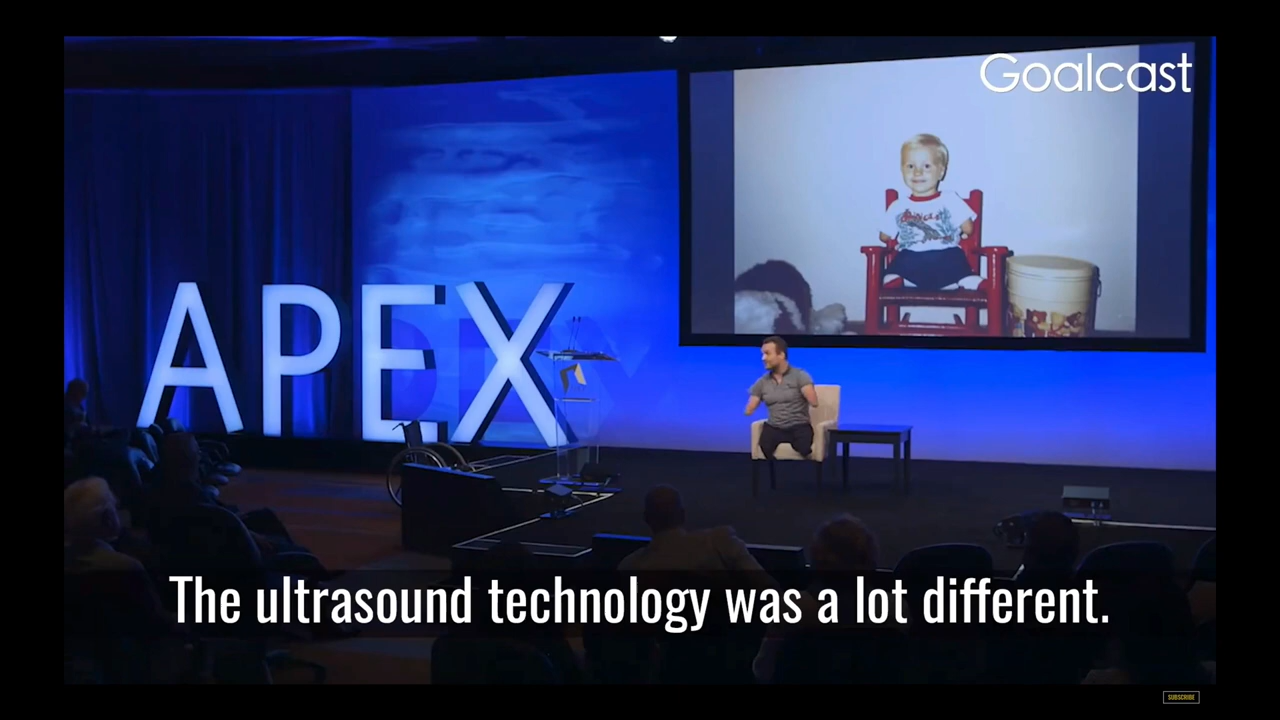 Goalcast
APEX
The ultrasound technology was a lot different.
SUBSCRIBE